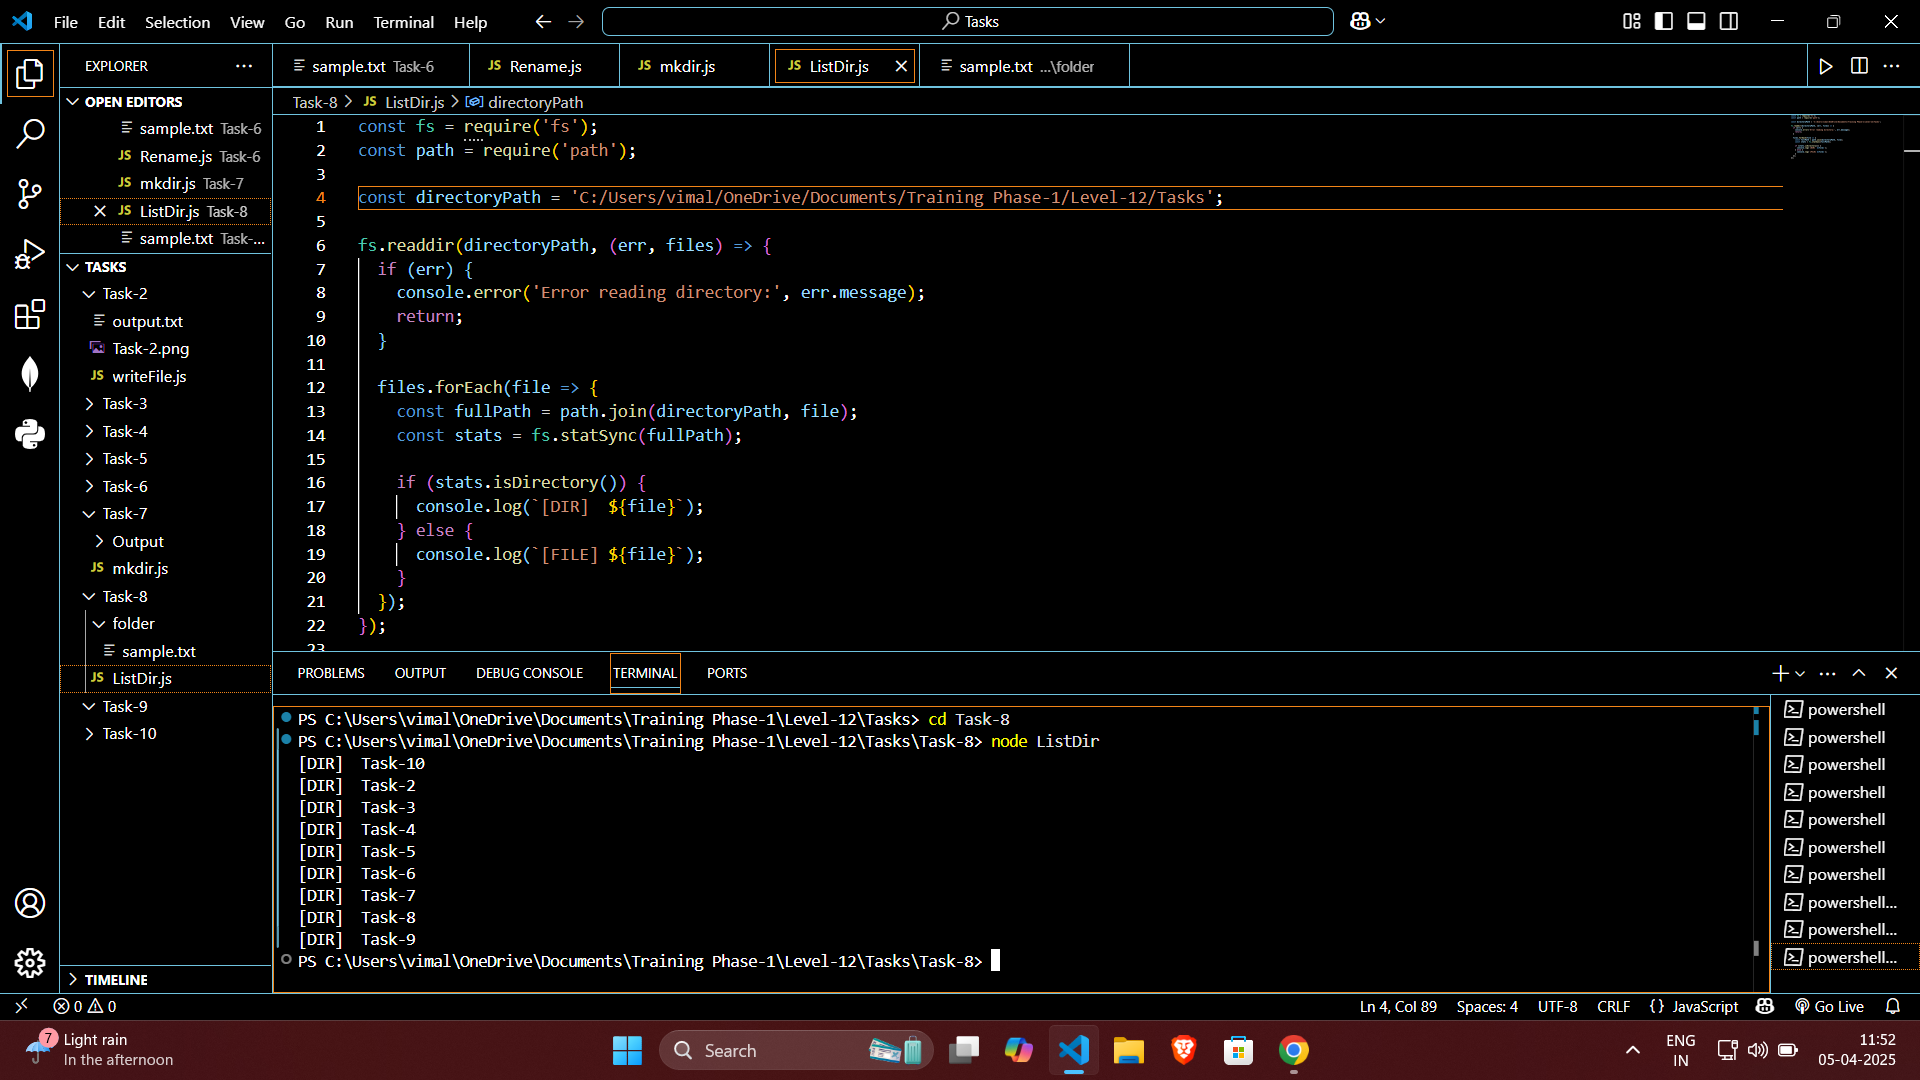 File Edit Selection View Go Run Terminal Help
Tasks
EXPLORER
OPEN EDITORS
sample.txt Task-6
JS Rename.js Task-6
JS mkdir.js Task-7
JS ListDir.js Task-8
sample.txt Task-...
TASKS
Task-2
output.txt
Task-2.png
JS writeFile.js
Task-3
Task-4
Task-5
Task-6
Task-7
Output
JS mkdir.js
Task-8
folder
sample.txt
JS ListDir.js
Task-9
Task-10
TIMELINE
sample.txt Task-6 JS Rename.js JS mkdir.js JS ListDir.js sample.txt ...\folder
Task-8 > JS ListDir.js > directoryPath
1 const fs = require('fs');
2 const path = require('path');
3
4 const directoryPath = 'C:/Users/vimal/OneDrive/Documents/Training Phase-1/Level-12/Tasks';
5
6 fs.readdir(directoryPath, (err, files) => {
7 if (err) {
8 console.error('Error reading directory:', err.message);
9 return;
10 }
11
12 files.forEach(file => {
13 const fullPath = path.join(directoryPath, file);
14 const stats = fs.statSync(fullPath);
15
16 if (stats.isDirectory()) {
17 console.log(`[DIR]  ${file}`);
18 } else {
19 console.log(`[FILE] ${file}`);
20 }
21 });
22 });
23
PROBLEMS OUTPUT DEBUG CONSOLE TERMINAL PORTS
PS C:\Users\vimal\OneDrive\Documents\Training Phase-1\Level-12\Tasks> cd Task-8
PS C:\Users\vimal\OneDrive\Documents\Training Phase-1\Level-12\Tasks\Task-8> node ListDir
[DIR]  Task-10
[DIR]  Task-2
[DIR]  Task-3
[DIR]  Task-4
[DIR]  Task-5
[DIR]  Task-6
[DIR]  Task-7
[DIR]  Task-8
[DIR]  Task-9
PS C:\Users\vimal\OneDrive\Documents\Training Phase-1\Level-12\Tasks\Task-8>
powershell
powershell
powershell
powershell
powershell
powershell
powershell
powershell...
powershell...
powershell...
0 0 Ln 4, Col 89 Spaces: 4 UTF-8 CRLF {} JavaScript Go Live
7
Light rain
In the afternoon
Search
ENG
IN
11:52
05-04-2025